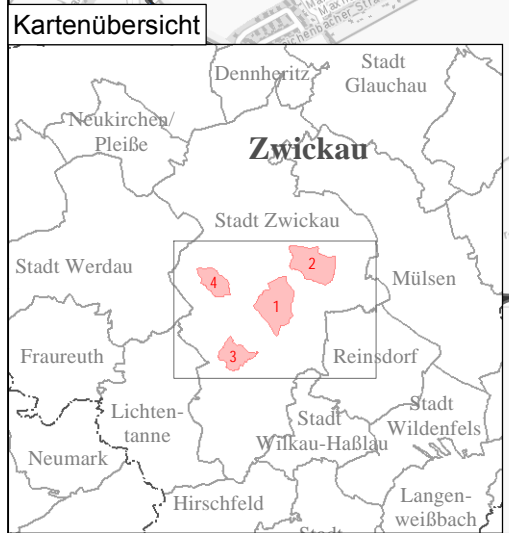 Kartenübersicht
Dennheritz
Stadt
Glauchau
Neukirchen/
Pleiße
Zwickau
Stadt Zwickau
Stadt Werdau
2
4
Mülsen
1
3
Fraureuth
Reinsdorf
Lichten-
tanne
Stadt
Wilkau-Haßlau
Stadt
Wildenfels
Neumark
Hirschfeld
Langen-
weißbach